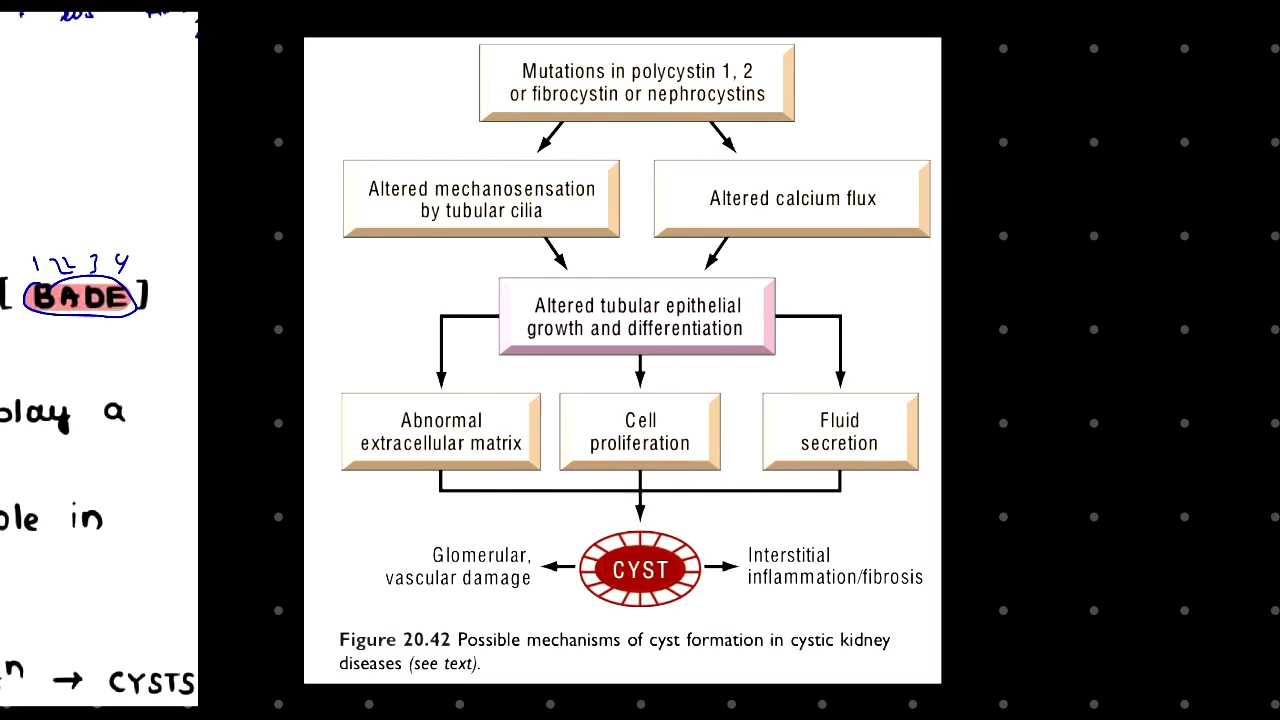 [ BADE ]
1 2 3 4
play a
ole in
n → CYSTS
Mutations in polycystin 1, 2
or fibrocystin or nephrocystins
Altered mechanosensation
by tubular cilia
Altered calcium flux
Altered tubular epithelial
growth and differentiation
Abnormal
extracellular matrix
Cell
proliferation
Fluid
secretion
Glomerular,
vascular damage
CYST
Interstitial
inflammation/fibrosis
Figure 20.42 Possible mechanisms of cyst formation in cystic kidney
diseases (see text).